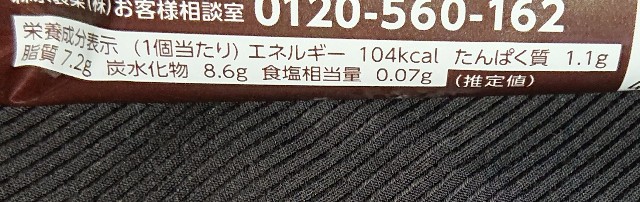 (株)お客様相談室 0120-560-162
栄養成分表示 (1個当たり) エネルギー 104kcal たんぱく質 1.1g
脂質 7.2g 炭水化物 8.6g 食塩相当量 0.07g (推定値)